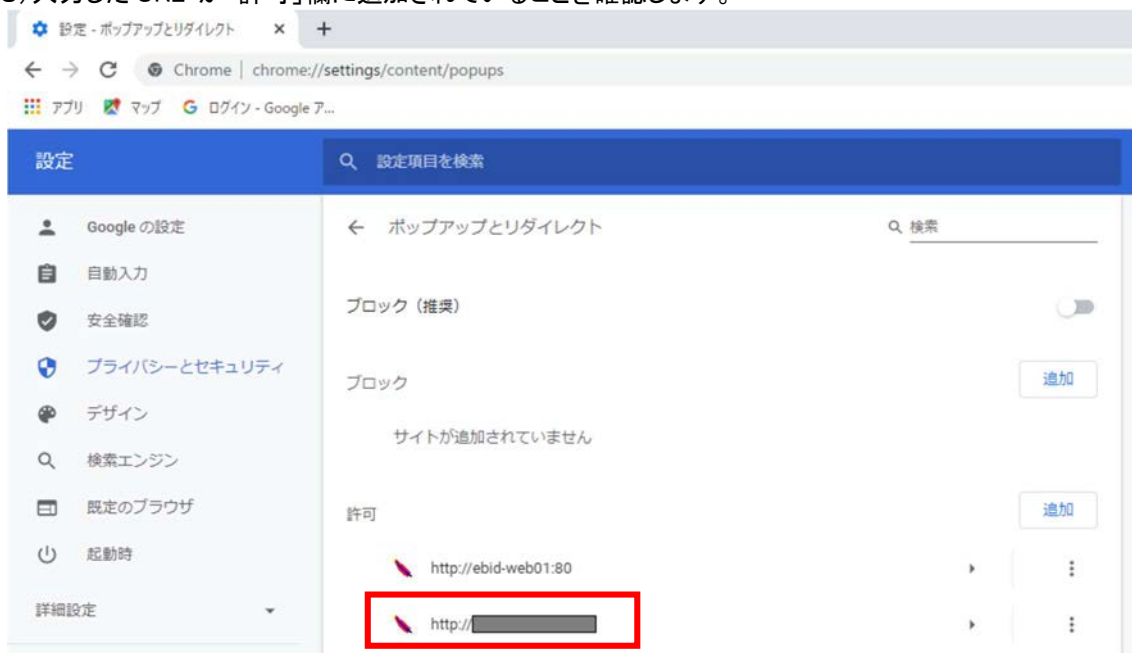 設定 - ポップアップとリダイレクト
Chrome | chrome://settings/content/popups
アプリ マップ ログイン - Google ア...
設定 設定項目を検索
Google の設定
自動入力
安全確認
プライバシーとセキュリティ
デザイン
検索エンジン
既定のブラウザ
起動時
詳細設定
ポップアップとリダイレクト 検索
ブロック（推奨）
ブロック 追加
サイトが追加されていません
許可 追加
http://ebid-web01:80
http://